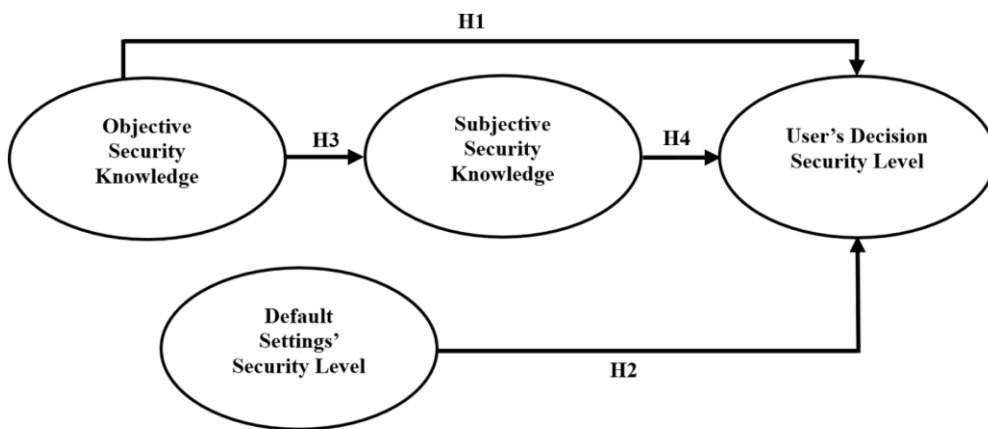 H1
Objective
Security
Knowledge
H3
Subjective
Security
Knowledge
H4
User's Decision
Security Level
Default
Settings'
Security Level
H2